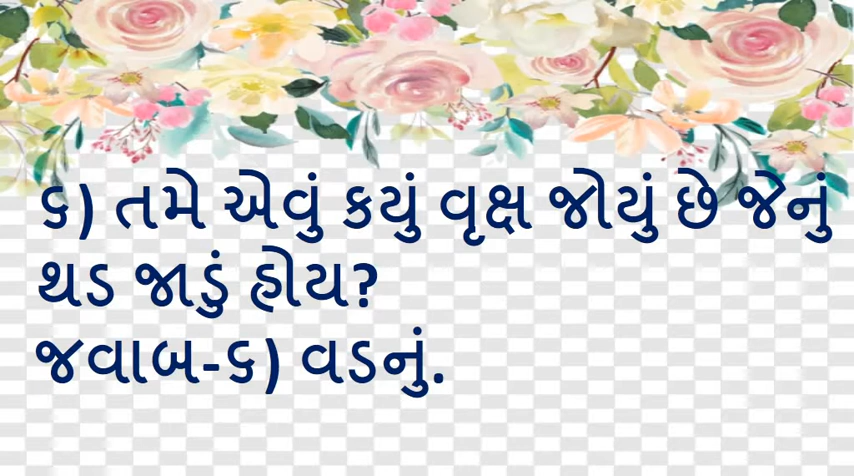 ૬) તમે એવું કયું વૃક્ષ જોયું છે જેનું
થડ જાડું હોય?
જવાબ-૬) વડનું.